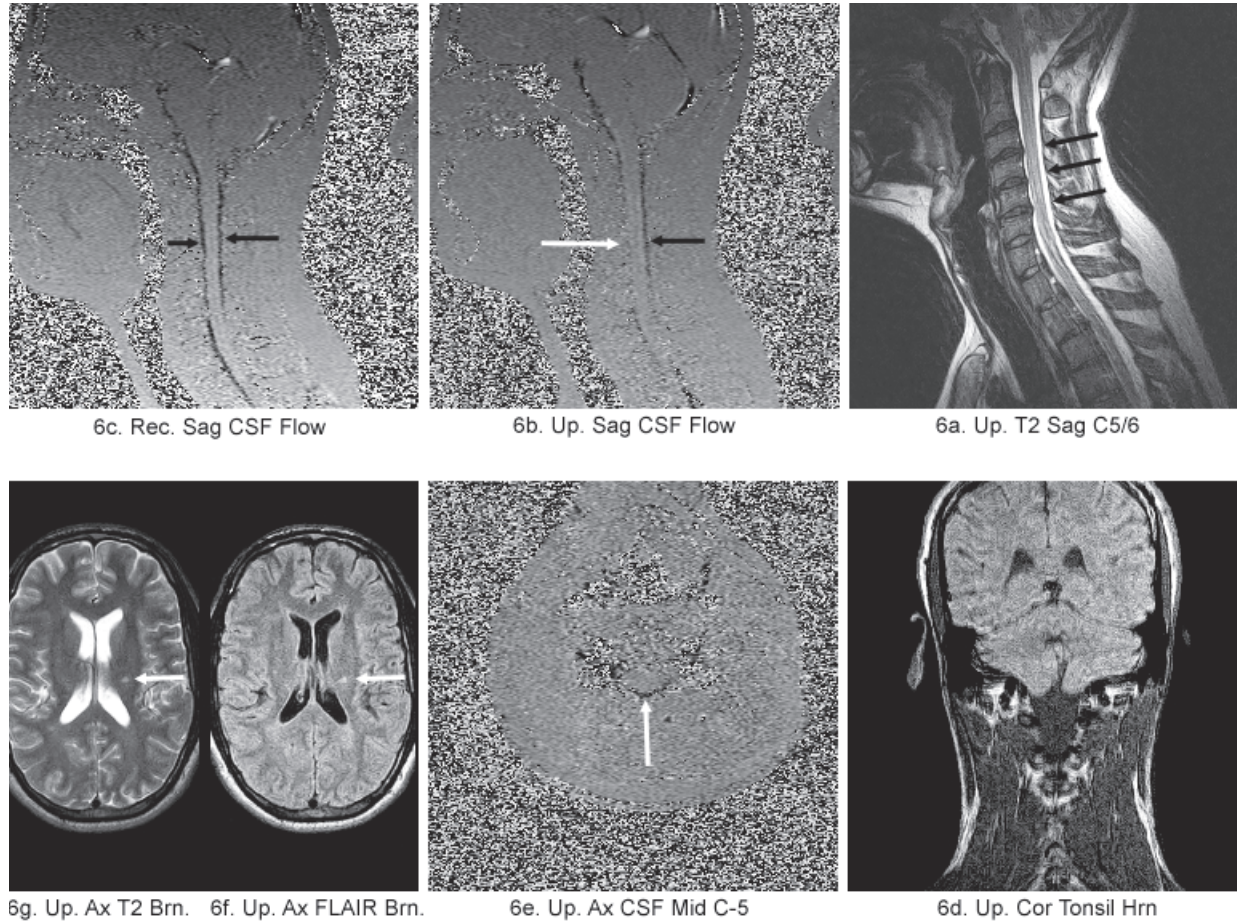 6c. Rec. Sag CSF Flow
6b. Up. Sag CSF Flow
6a. Up. T2 Sag C5/6
6g. Up. Ax T2 Brn.
6f. Up. Ax FLAIR Brn.
6e. Up. Ax CSF Mid C-5
6d. Up. Cor Tonsil Hrn